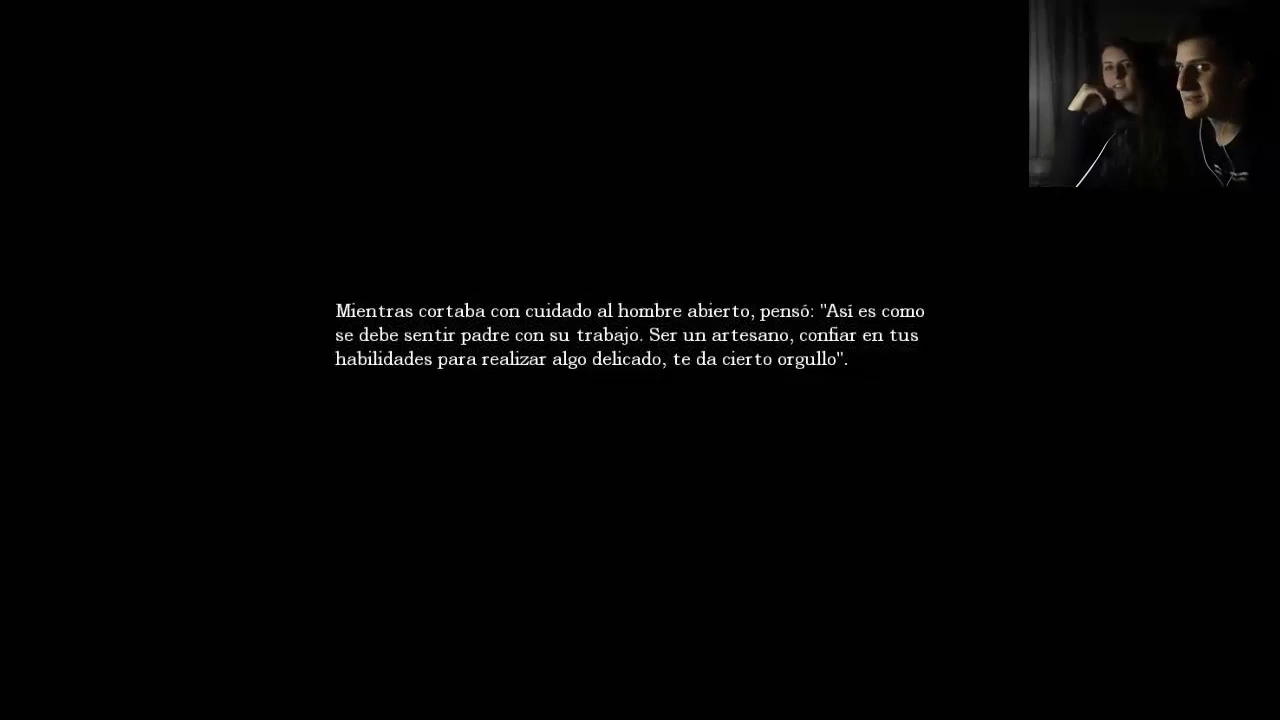 Mientras cortaba con cuidado al hombre abierto, pensó: "Así es como
se debe sentir padre con su trabajo. Ser un artesano, confiar en tus
habilidades para realizar algo delicado, te da cierto orgullo".